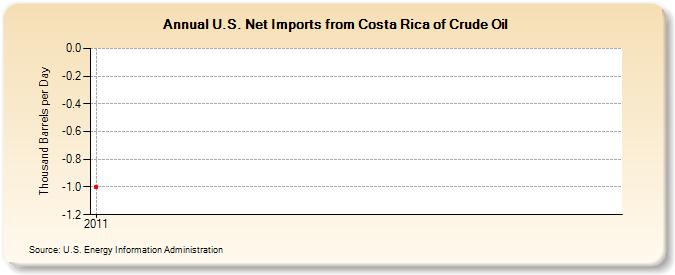 Annual U.S. Net Imports from Costa Rica of Crude Oil
Thousand Barrels per Day
0.0
-0.2
-0.4
-0.6
-0.8
-1.0
-1.2
2011
Source: U.S. Energy Information Administration